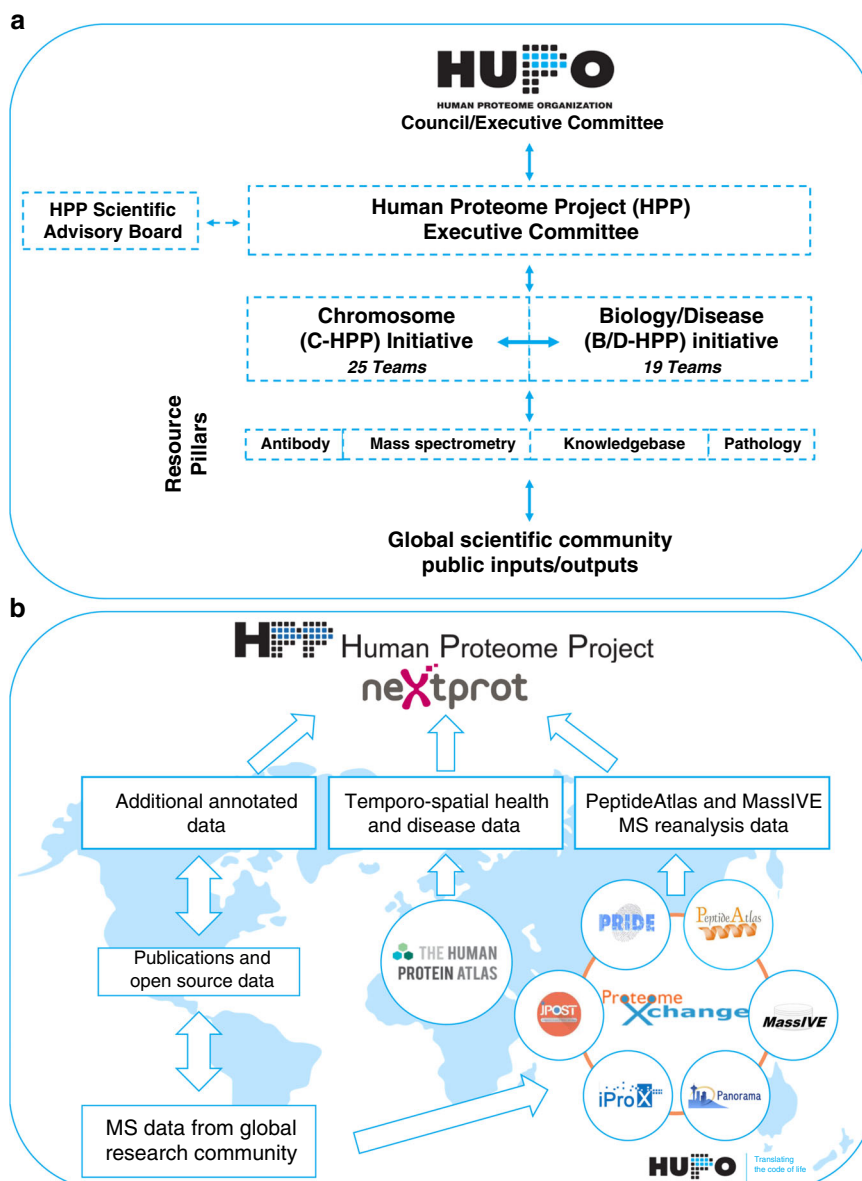 a
HUPO
HUMAN PROTEOME ORGANIZATION
Council/Executive Committee
HPP Scientific
Advisory Board
Human Proteome Project (HPP)
Executive Committee
Chromosome
(C-HPP) Initiative
25 Teams
Biology/Disease
(B/D-HPP) initiative
19 Teams
Resource
Pillars
Antibody
Mass spectrometry
Knowledgebase
Pathology
Global scientific community
public inputs/outputs
b
HPP Human Proteome Project
neXtprot
Additional annotated
data
Temporo-spatial health
and disease data
PeptideAtlas and MassIVE
MS reanalysis data
Publications and
open source data
THE HUMAN
PROTEIN ATLAS
PRIDE
PeptideAtlas
JPOST
Proteome
Xchange
MassIVE
iProX
Panorama
MS data from global
research community
HUPO
Translating
the code of life